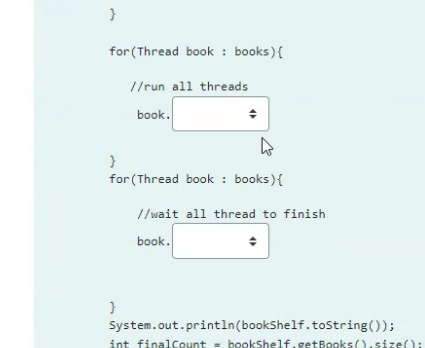 }
for(Thread book : books){
//run all threads
book.
}
for(Thread book : books){
//wait all thread to finish
book.
}
System.out.println(bookShelf.toString());
int finalCount = bookShelf.getBooks().size();